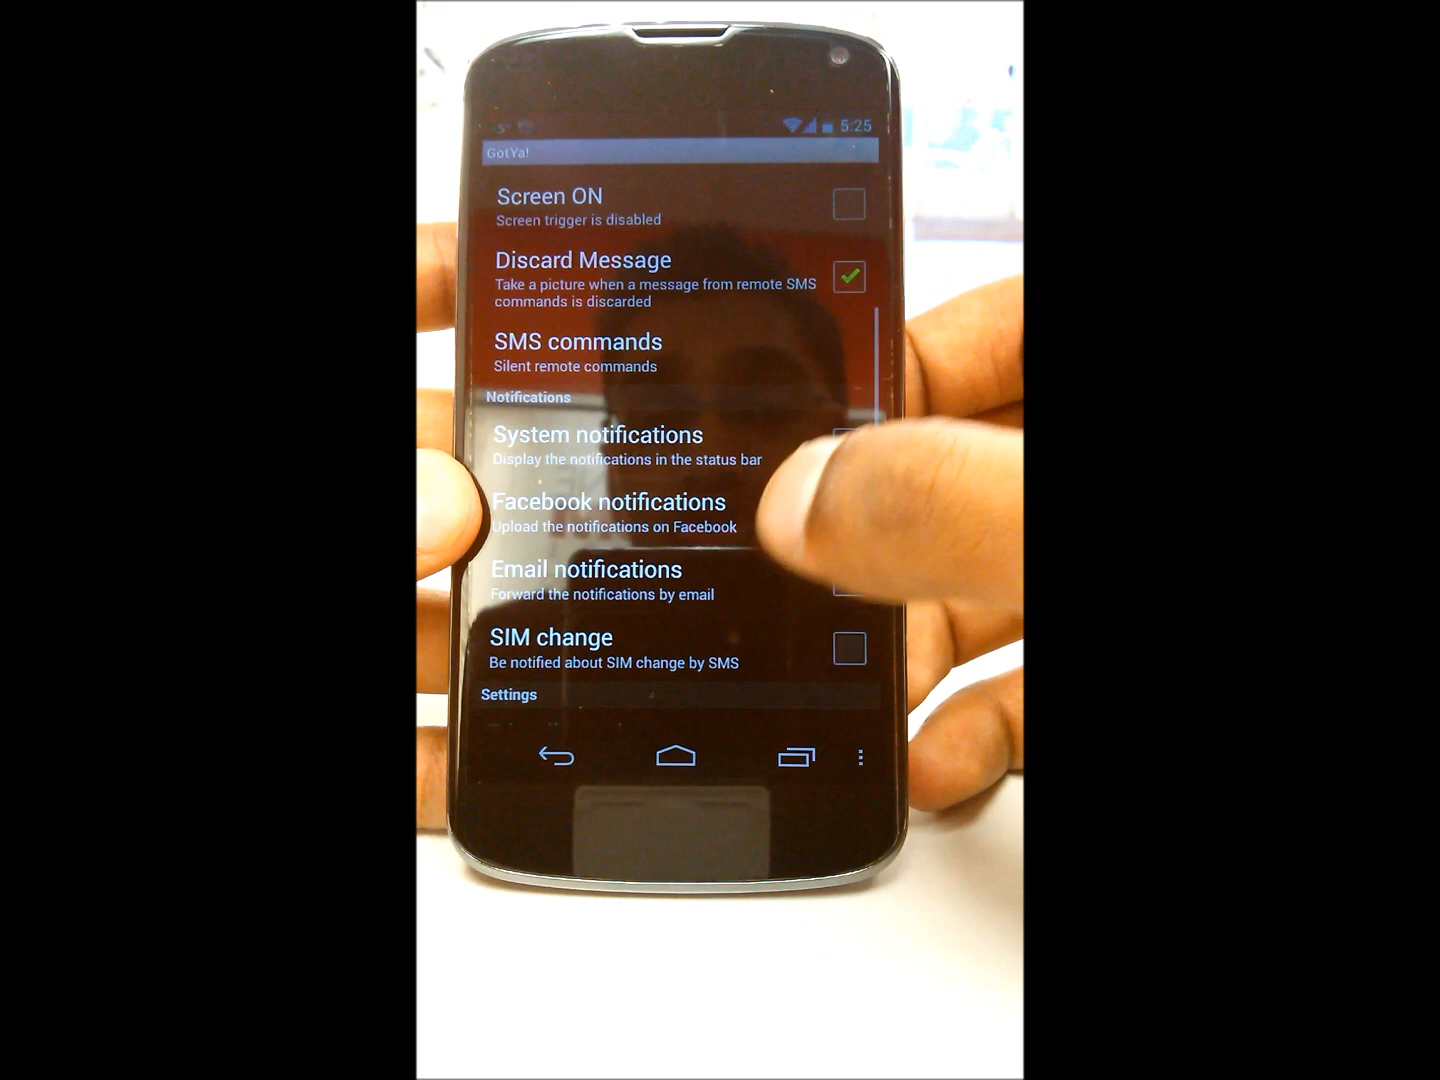 5:25
GotYa!
Screen ON
Screen trigger is disabled
Discard Message
Take a picture when a message from remote SMS
commands is discarded
SMS commands
Silent remote commands
Notifications
System notifications
Display the notifications in the status bar
Facebook notifications
Upload the notifications on Facebook
Email notifications
Forward the notifications by email
SIM change
Be notified about SIM change by SMS
Settings